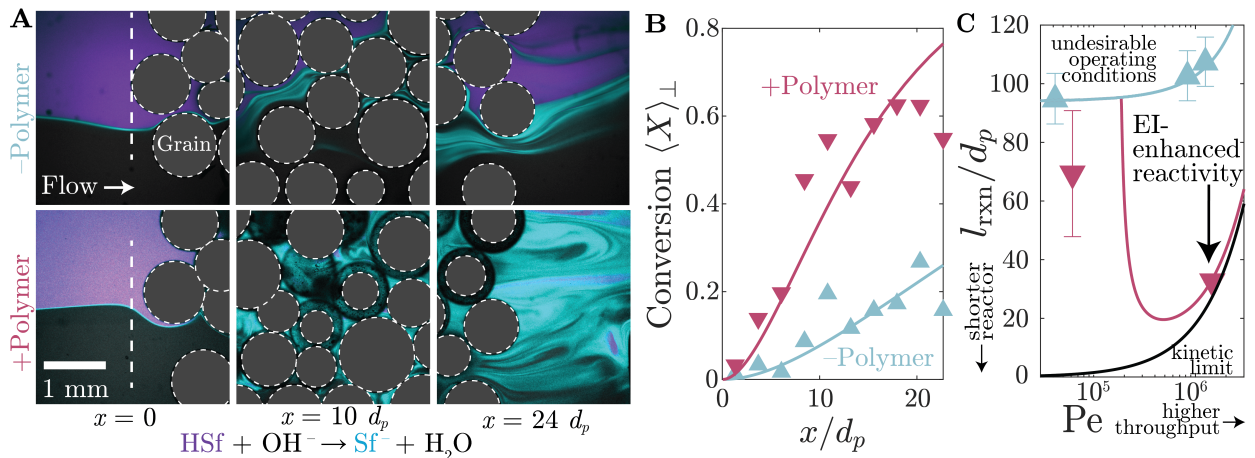 A
–Polymer
Grain
Flow →
+Polymer
1 mm
x = 0
x = 10 d_p
x = 24 d_p
HSf + OH⁻ → Sf⁻ + H₂O
B
Conversion ⟨X⟩⊥
0.8
0.6
0.4
0.2
0
+Polymer
–Polymer
0
10
20
x/d_p
C
l_rxn/d_p
120
100
80
60
40
20
0
undesirable
operating
conditions
EI-
enhanced
reactivity
kinetic
limit
← shorter
reactor
10⁵
10⁶
Pe
higher
throughput →